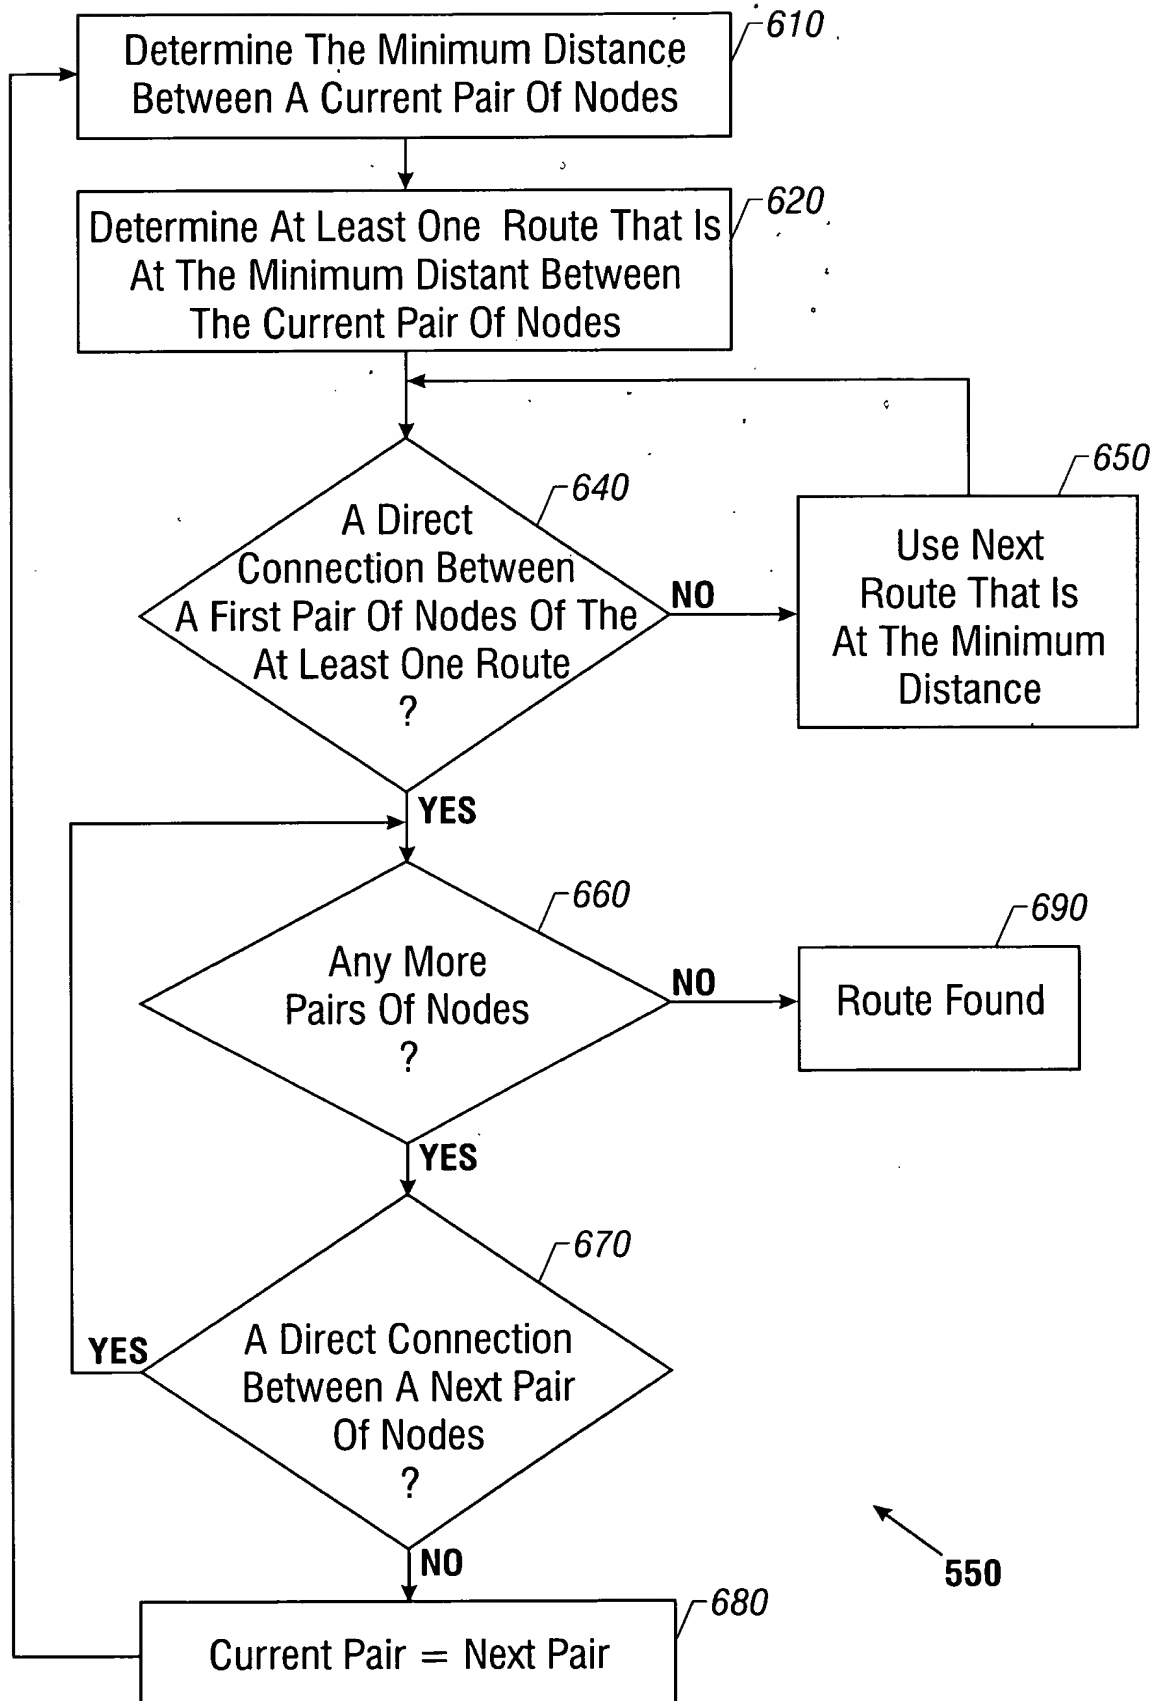 610
Determine The Minimum Distance
Between A Current Pair Of Nodes
620
Determine At Least One Route That Is
At The Minimum Distant Between
The Current Pair Of Nodes
640
A Direct
Connection Between
A First Pair Of Nodes Of The
At Least One Route
?
NO
650
Use Next
Route That Is
At The Minimum
Distance
YES
660
Any More
Pairs Of Nodes
?
NO
690
Route Found
YES
670
A Direct Connection
Between A Next Pair
Of Nodes
?
YES
NO
550
680
Current Pair = Next Pair